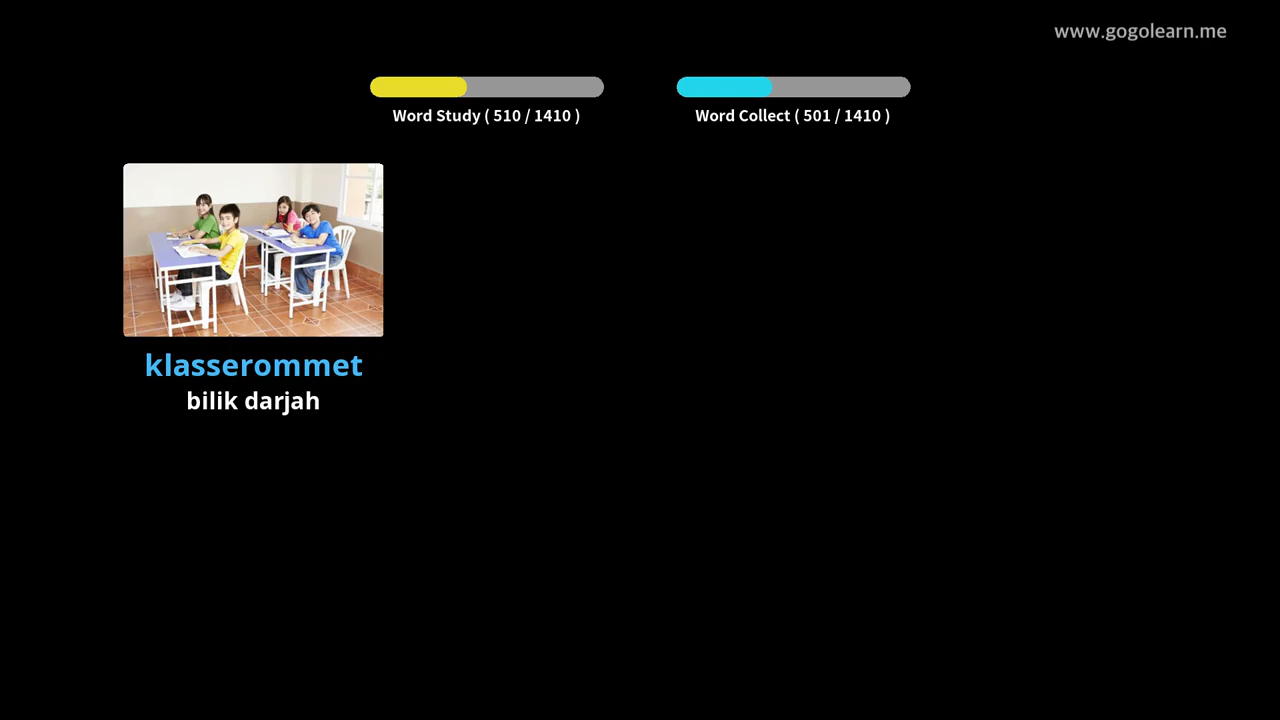 www.gogolearn.me
Word Study ( 510 / 1410 )
Word Collect ( 501 / 1410 )
klasserommet
bilik darjah